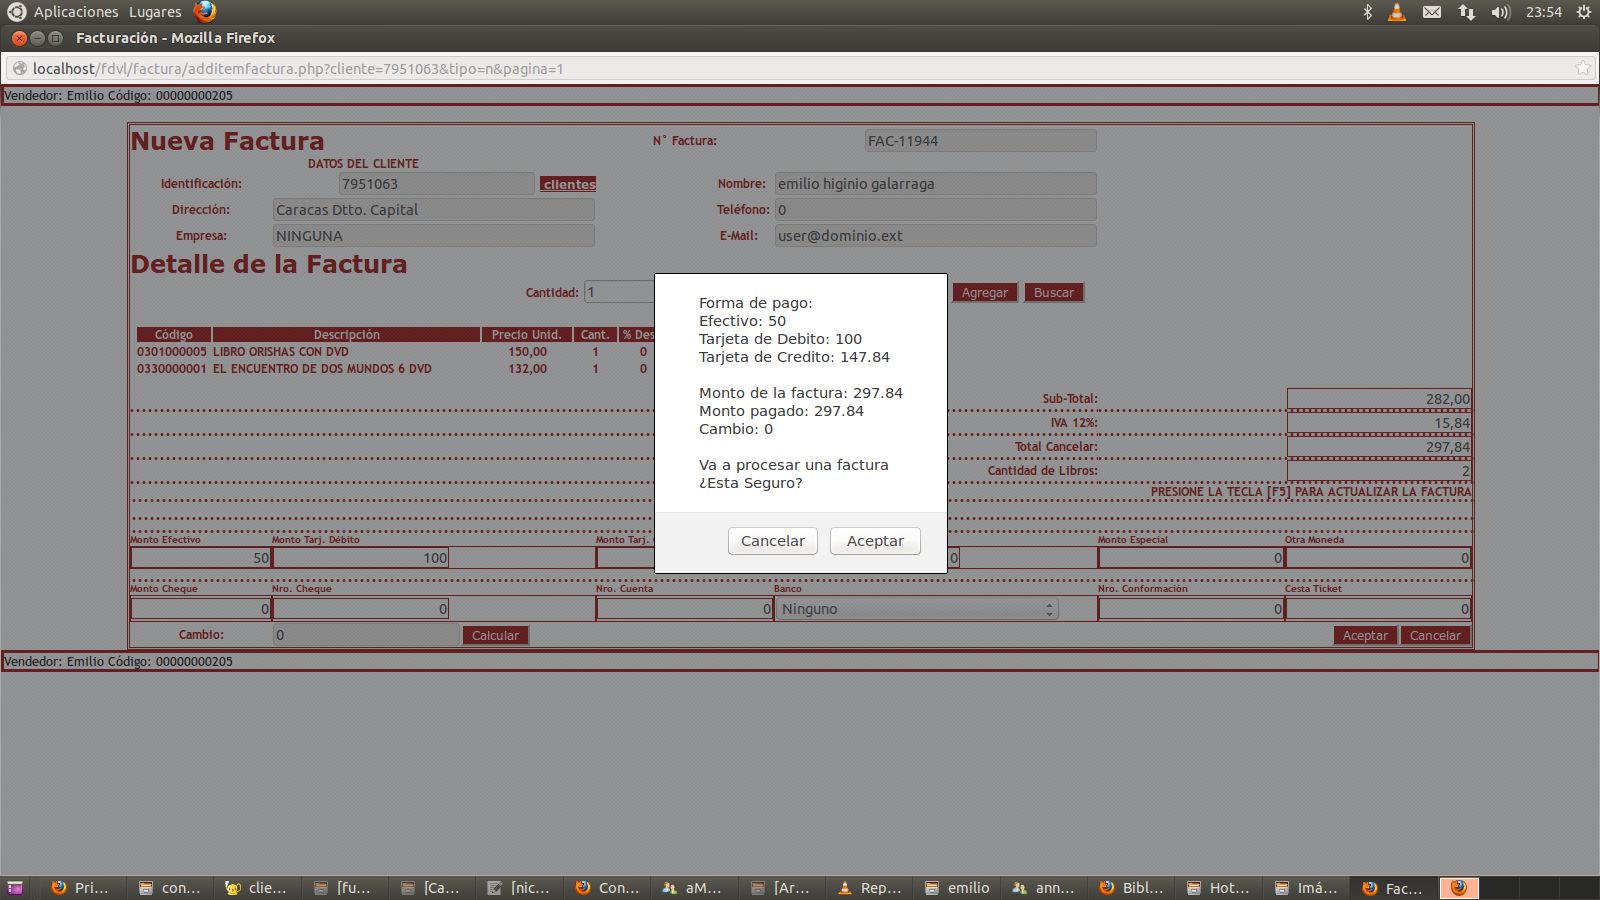 Aplicaciones Lugares 23:54
Facturación - Mozilla Firefox
localhost/fdvl/factura/additemfactura.php?cliente=7951063&tipo=n&pagina=1
Vendedor: Emilio Código: 00000000205
Nueva Factura N° Factura: FAC-11944
DATOS DEL CLIENTE
Identificación: 7951063 clientes Nombre: emilio higinio galarraga
Dirección: Caracas Dtto. Capital Teléfono: 0
Empresa: NINGUNA E-Mail: user@dominio.ext
Detalle de la Factura
Cantidad: 1 Agregar Buscar
Código Descripción Precio Unid. Cant. % Des
0301000005 LIBRO ORISHAS CON DVD 150,00 1 0
0330000001 EL ENCUENTRO DE DOS MUNDOS 6 DVD 132,00 1 0
Sub-Total: 282,00
IVA 12%: 15,84
Total Cancelar: 297,84
Cantidad de Libros: 2
PRESIONE LA TECLA [F5] PARA ACTUALIZAR LA FACTURA
Forma de pago:
Efectivo: 50
Tarjeta de Debito: 100
Tarjeta de Credito: 147.84
Monto de la factura: 297.84
Monto pagado: 297.84
Cambio: 0
Va a procesar una factura
¿Esta Seguro?
Cancelar Aceptar
Monto Efectivo Monto Tarj. Débito Monto Tarj. Monto Especial Otra Moneda
50 100 0 0 0
Monto Cheque Nro. Cheque Nro. Cuenta Banco Nro. Conformación Cesta Ticket
0 0 0 Ninguno 0 0
Cambio: 0 Calcular Aceptar Cancelar
Vendedor: Emilio Código: 00000000205
Pri... con... clie... [fu... [Ca... [nic... Con... aM... [Ar... Rep... emilio ann... Bibl... Hot... Imá... Fac...